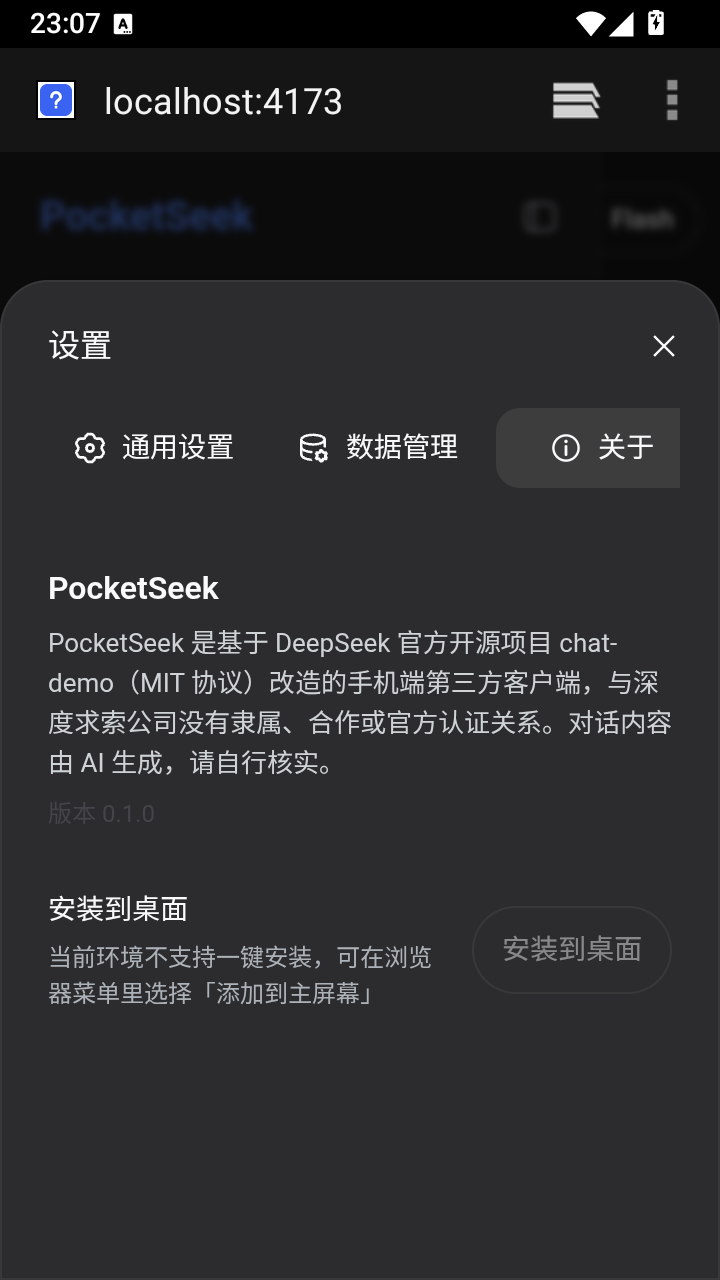 23:07
localhost:4173
PocketSeek
Flash
设置
通用设置
数据管理
关于
PocketSeek
PocketSeek 是基于 DeepSeek 官方开源项目 chat-
demo（MIT 协议）改造的手机端第三方客户端，与深
度求索公司没有隶属、合作或官方认证关系。对话内容
由 AI 生成，请自行核实。
版本 0.1.0
安装到桌面
当前环境不支持一键安装，可在浏览
器菜单里选择「添加到主屏幕」
安装到桌面